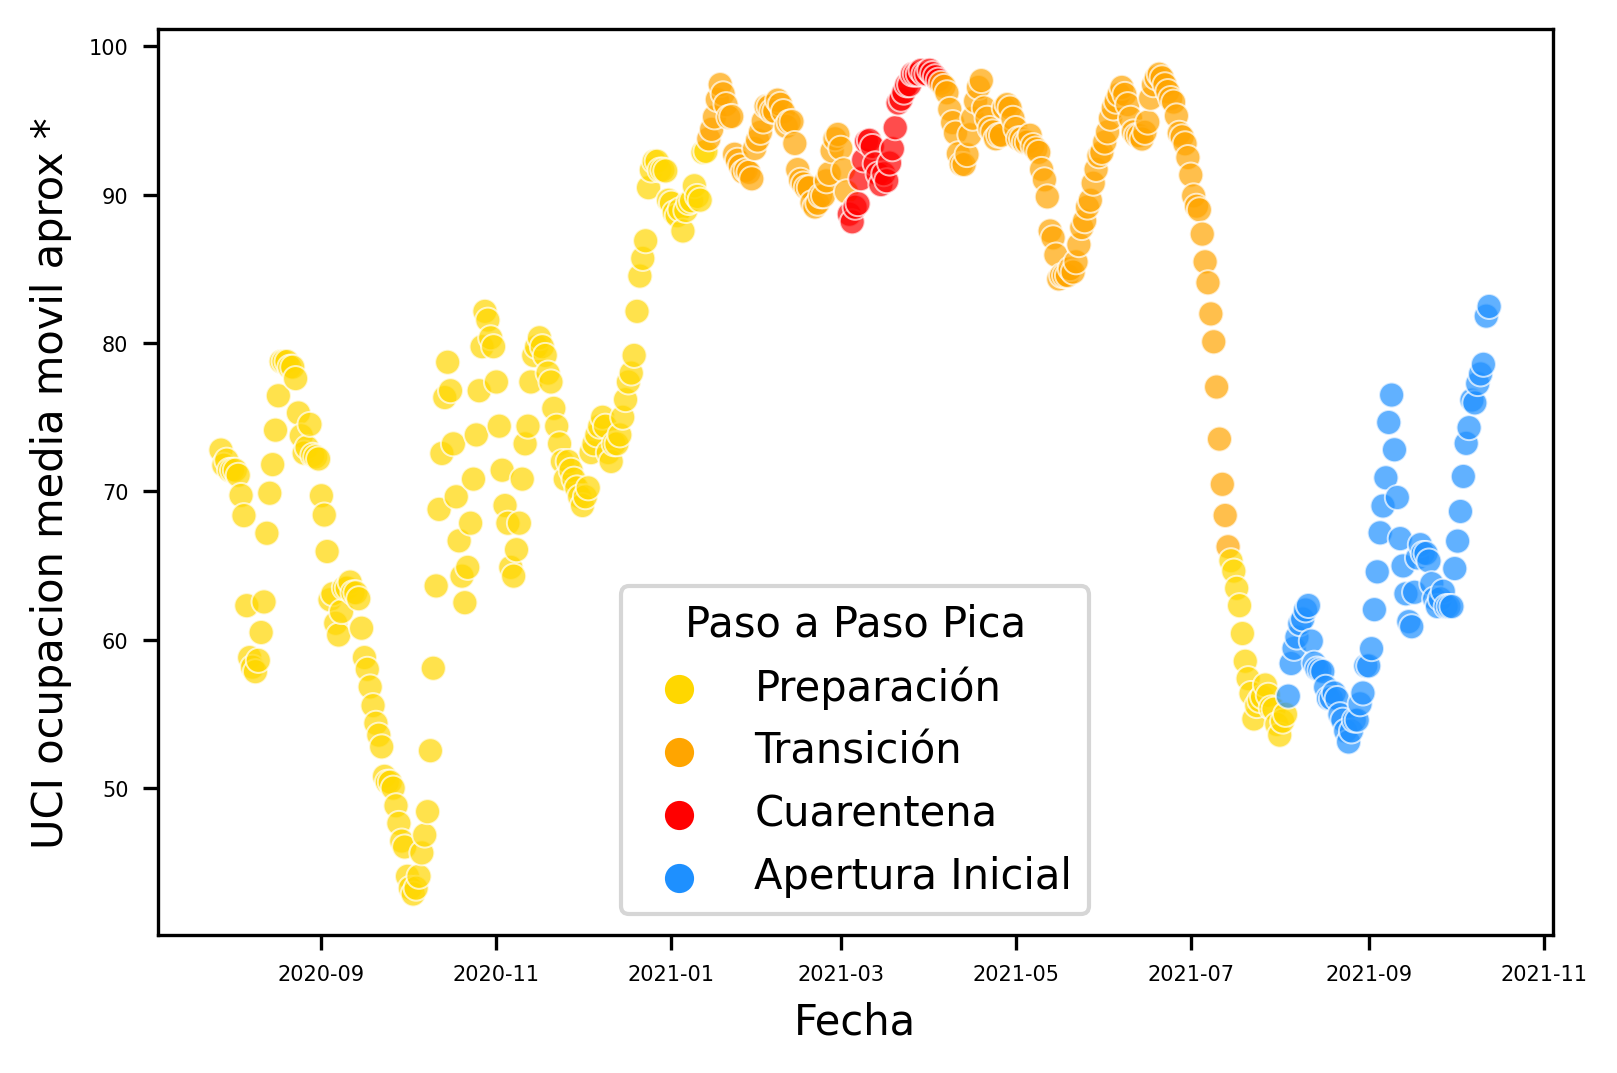 UCI ocupacion media movil aprox *
100
90
80
70
60
50
Paso a Paso Pica
Preparación
Transición
Cuarentena
Apertura Inicial
2020-09 2020-11 2021-01 2021-03 2021-05 2021-07 2021-09 2021-11
Fecha